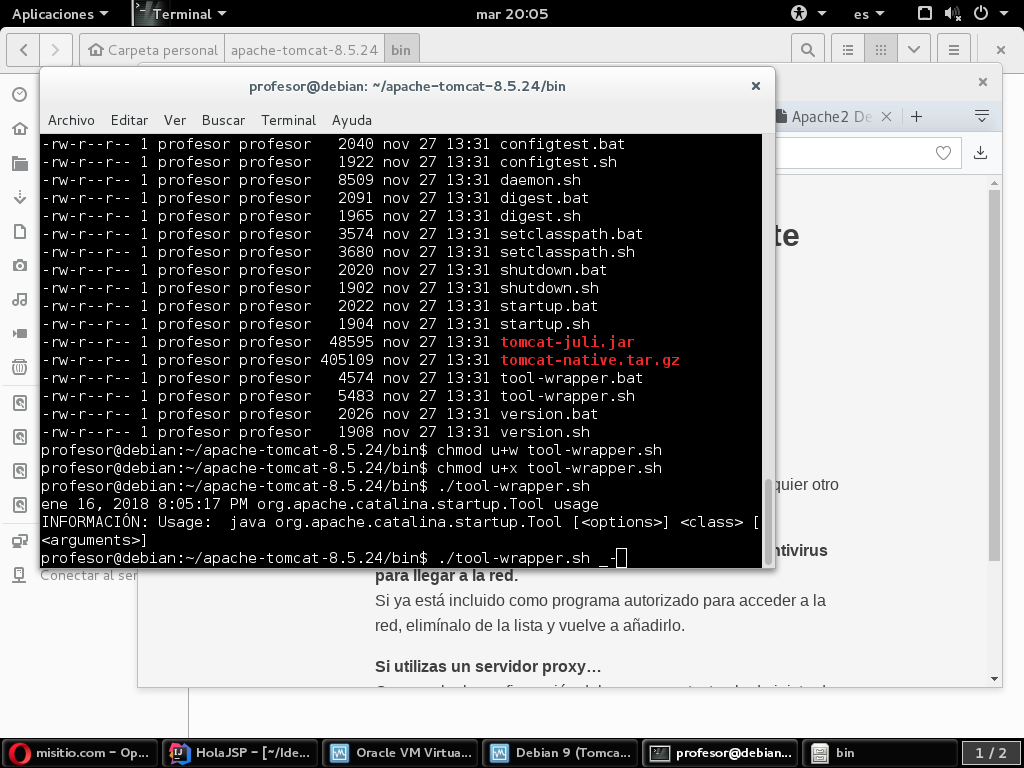 Aplicaciones
Terminal
mar 20:05
es
Carpeta personal
apache-tomcat-8.5.24
bin
profesor@debian: ~/apache-tomcat-8.5.24/bin
Archivo Editar Ver Buscar Terminal Ayuda
Apache2 De
-rw-r--r-- 1 profesor profesor   2040 nov 27 13:31 configtest.bat
-rw-r--r-- 1 profesor profesor   1922 nov 27 13:31 configtest.sh
-rw-r--r-- 1 profesor profesor   8509 nov 27 13:31 daemon.sh
-rw-r--r-- 1 profesor profesor   2091 nov 27 13:31 digest.bat
-rw-r--r-- 1 profesor profesor   1965 nov 27 13:31 digest.sh
-rw-r--r-- 1 profesor profesor   3574 nov 27 13:31 setclasspath.bat
-rw-r--r-- 1 profesor profesor   3680 nov 27 13:31 setclasspath.sh
-rw-r--r-- 1 profesor profesor   2020 nov 27 13:31 shutdown.bat
-rw-r--r-- 1 profesor profesor   1902 nov 27 13:31 shutdown.sh
-rw-r--r-- 1 profesor profesor   2022 nov 27 13:31 startup.bat
-rw-r--r-- 1 profesor profesor   1904 nov 27 13:31 startup.sh
-rw-r--r-- 1 profesor profesor  48595 nov 27 13:31 tomcat-juli.jar
-rw-r--r-- 1 profesor profesor 405109 nov 27 13:31 tomcat-native.tar.gz
-rw-r--r-- 1 profesor profesor   4574 nov 27 13:31 tool-wrapper.bat
-rw-r--r-- 1 profesor profesor   5483 nov 27 13:31 tool-wrapper.sh
-rw-r--r-- 1 profesor profesor   2026 nov 27 13:31 version.bat
-rw-r--r-- 1 profesor profesor   1908 nov 27 13:31 version.sh
profesor@debian:~/apache-tomcat-8.5.24/bin$ chmod u+w tool-wrapper.sh
profesor@debian:~/apache-tomcat-8.5.24/bin$ chmod u+x tool-wrapper.sh
profesor@debian:~/apache-tomcat-8.5.24/bin$ ./tool-wrapper.sh
ene 16, 2018 8:05:17 PM org.apache.catalina.startup.Tool usage
INFORMACIÓN: Usage:  java org.apache.catalina.startup.Tool [<options>] <class> [
<arguments>]
profesor@debian:~/apache-tomcat-8.5.24/bin$ ./tool-wrapper.sh _-
te
quier otro
ntivirus
Conectar al ser
para llegar a la red.
Si ya está incluido como programa autorizado para acceder a la
red, elimínalo de la lista y vuelve a añadirlo.
Si utilizas un servidor proxy…
misitio.com – Op...
HolaJSP – [~/Ide...
Oracle VM Virtua...
Debian 9 (Tomca...
profesor@debian...
bin
1 / 2